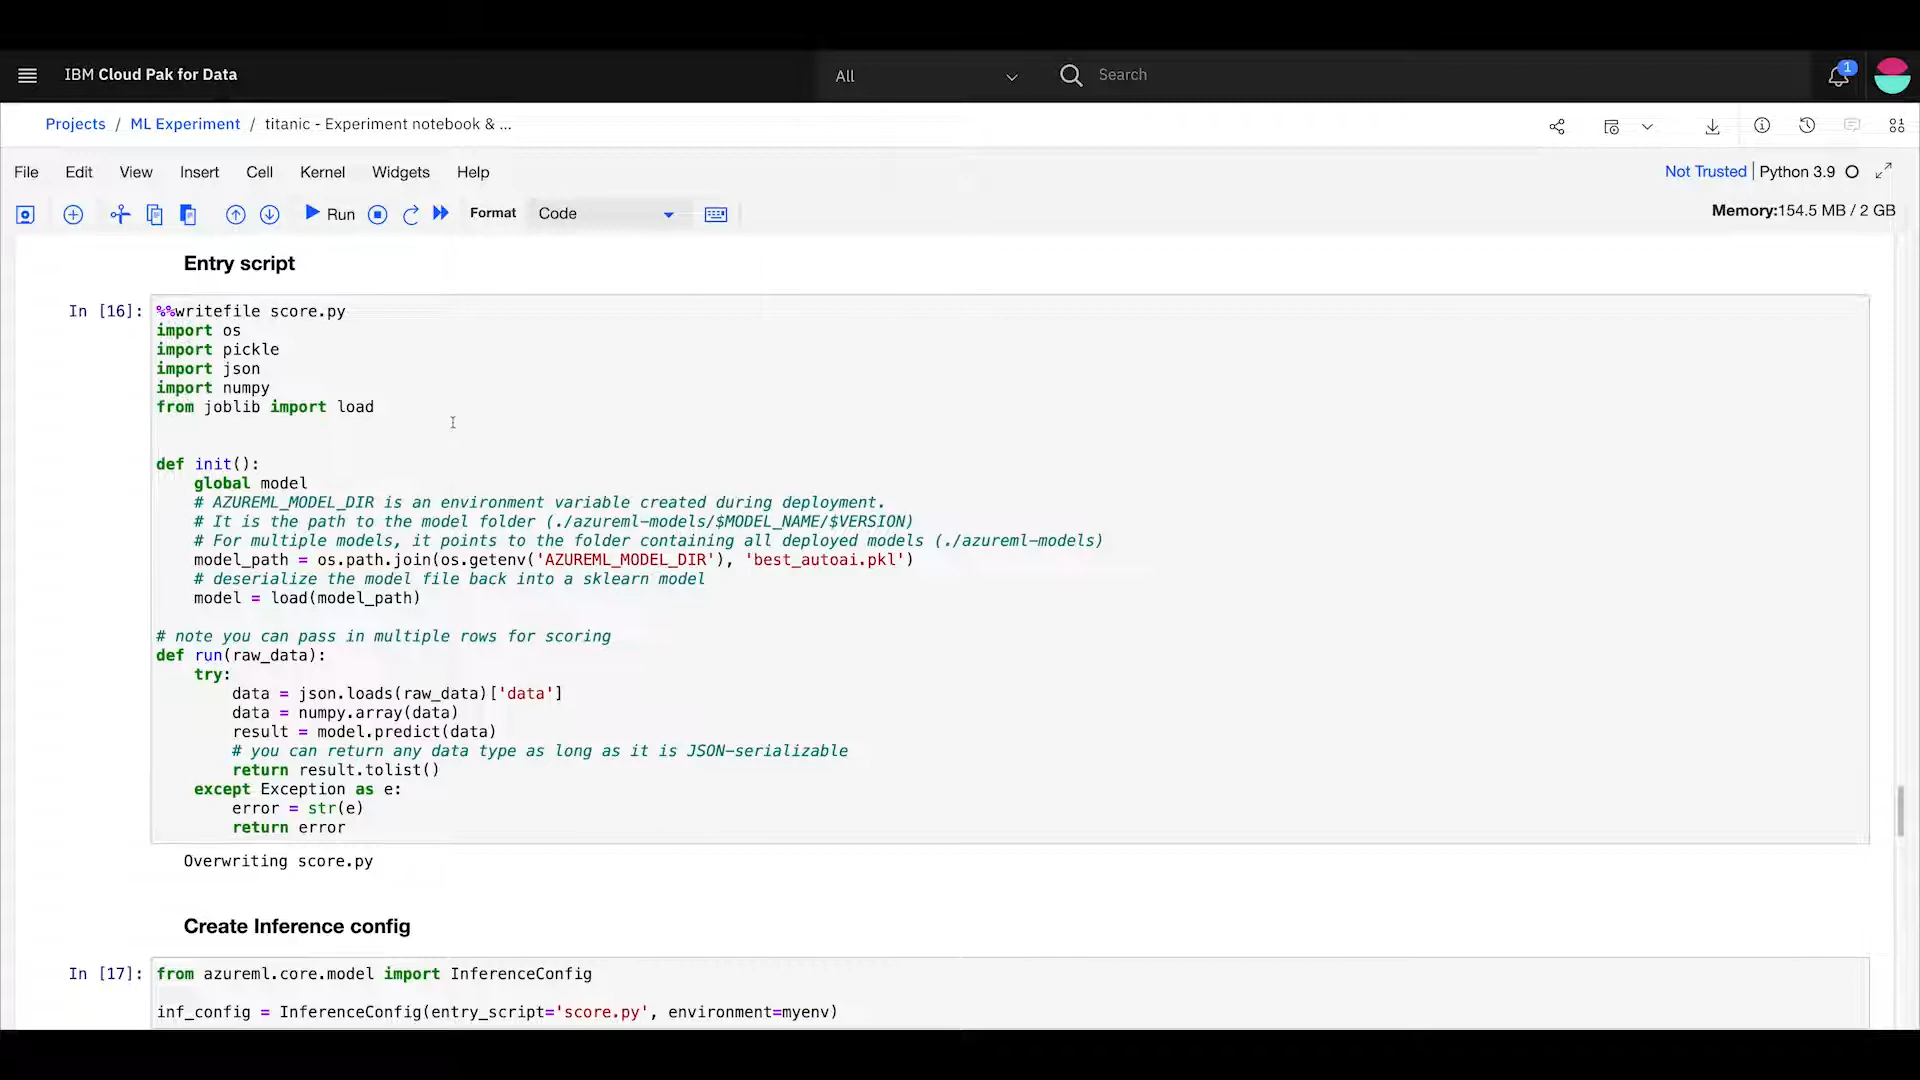 IBM Cloud Pak for Data
All
Search
1
Projects / ML Experiment / titanic - Experiment notebook & ...
File Edit View Insert Cell Kernel Widgets Help
Not Trusted | Python 3.9
Run
Format
Code
Memory:154.5 MB / 2 GB
Entry script
In [16]:
%%writefile score.py
import os
import pickle
import json
import numpy
from joblib import load
def init():
    global model
    # AZUREML_MODEL_DIR is an environment variable created during deployment.
    # It is the path to the model folder (./azureml-models/$MODEL_NAME/$VERSION)
    # For multiple models, it points to the folder containing all deployed models (./azureml-models)
    model_path = os.path.join(os.getenv('AZUREML_MODEL_DIR'), 'best_autoai.pkl')
    # deserialize the model file back into a sklearn model
    model = load(model_path)
# note you can pass in multiple rows for scoring
def run(raw_data):
    try:
        data = json.loads(raw_data)['data']
        data = numpy.array(data)
        result = model.predict(data)
        # you can return any data type as long as it is JSON-serializable
        return result.tolist()
    except Exception as e:
        error = str(e)
        return error
Overwriting score.py
Create Inference config
In [17]:
from azureml.core.model import InferenceConfig
inf_config = InferenceConfig(entry_script='score.py', environment=myenv)